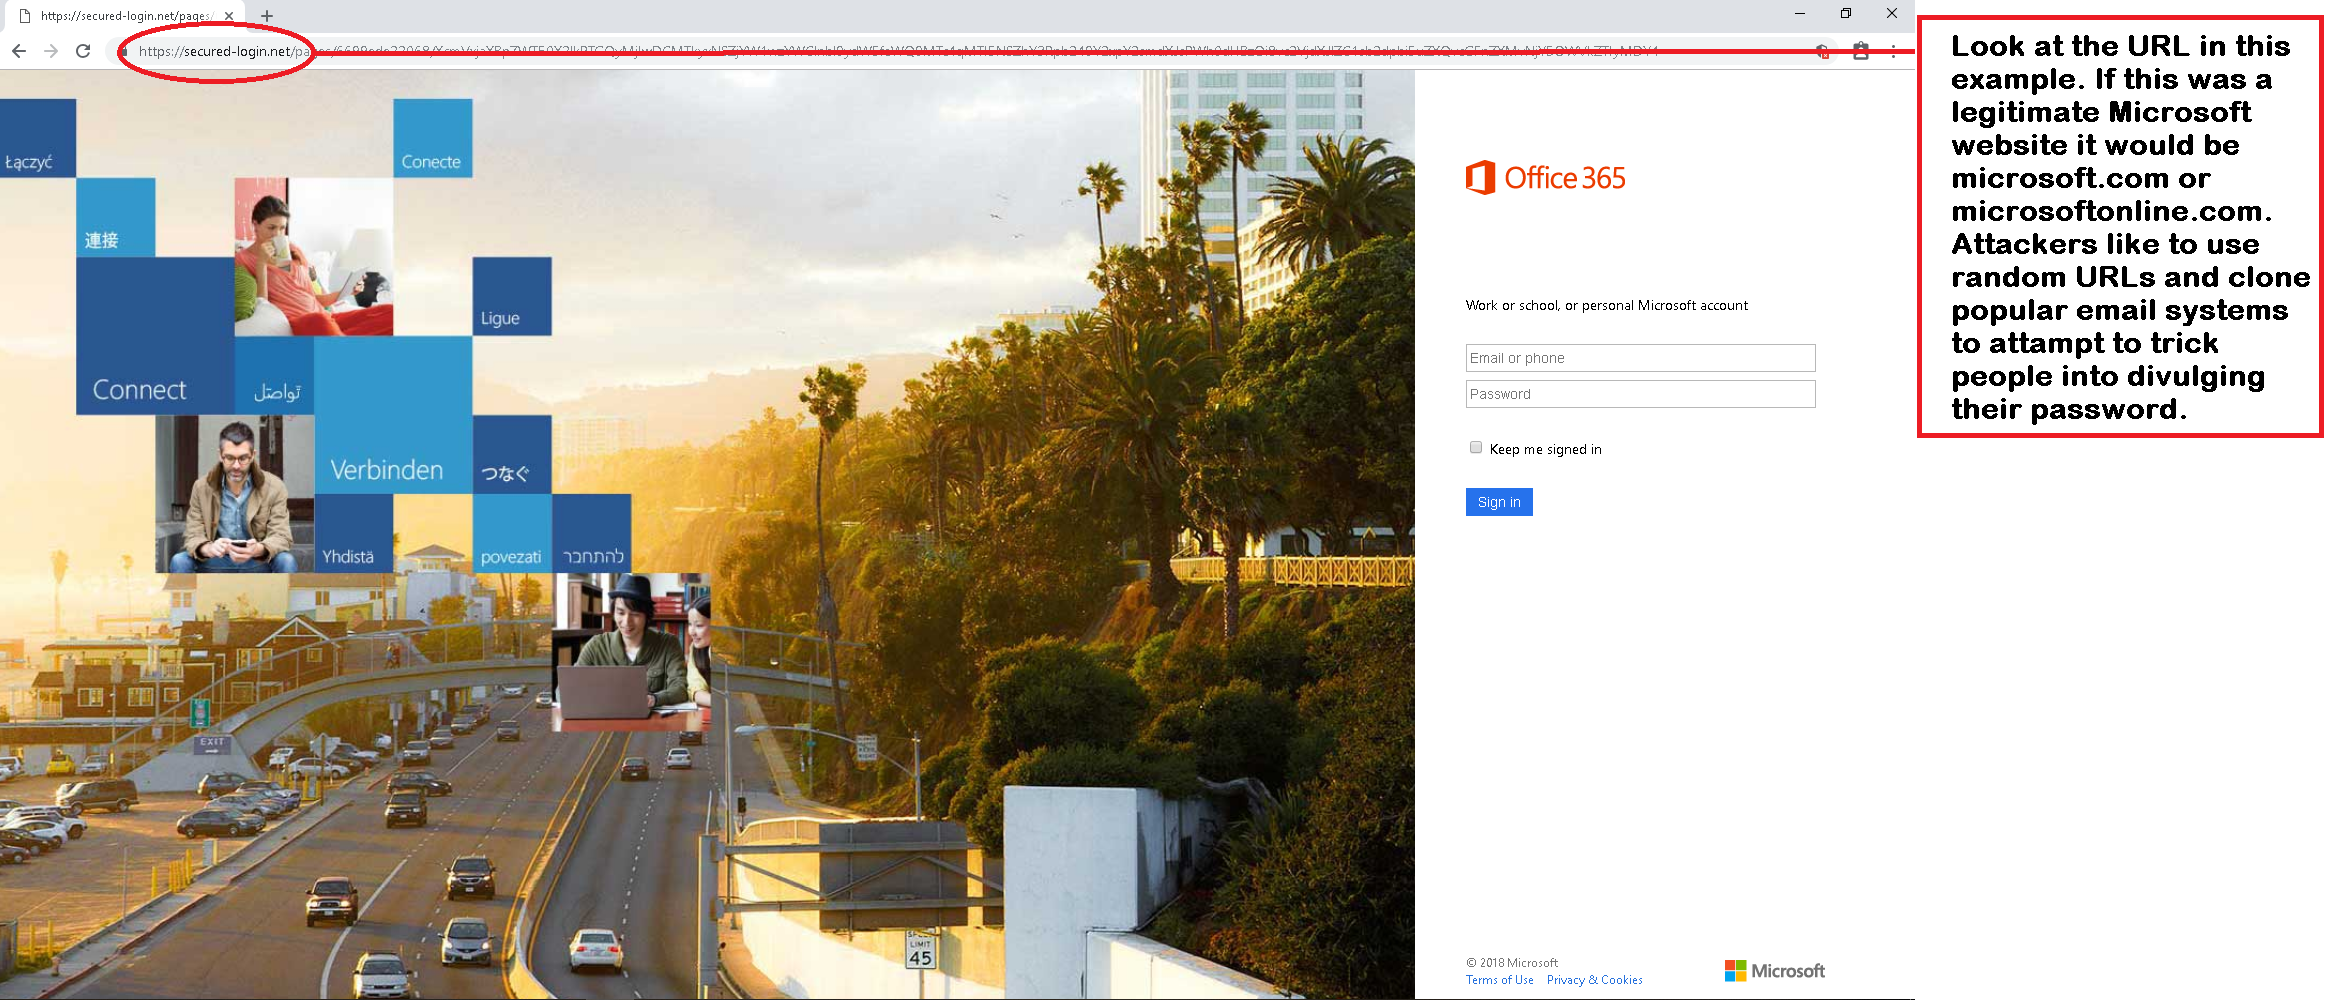 https://secured-login.net/pages/
https://secured-login.net/pages/
Look at the URL in this
example. If this was a
legitimate Microsoft
website it would be
microsoft.com or
microsoftonline.com.
Attackers like to use
random URLs and clone
popular email systems
to attampt to trick
people into divulging
their password.
Łączyć
Conecte
連接
Ligue
Connect
تواصل
Verbinden
つなぐ
Yhdistä
povezati
להתחבר
EXIT
SPEED
LIMIT
45
Office 365
Work or school, or personal Microsoft account
Email or phone
Password
Keep me signed in
Sign in
© 2018 Microsoft
Terms of Use Privacy & Cookies
Microsoft